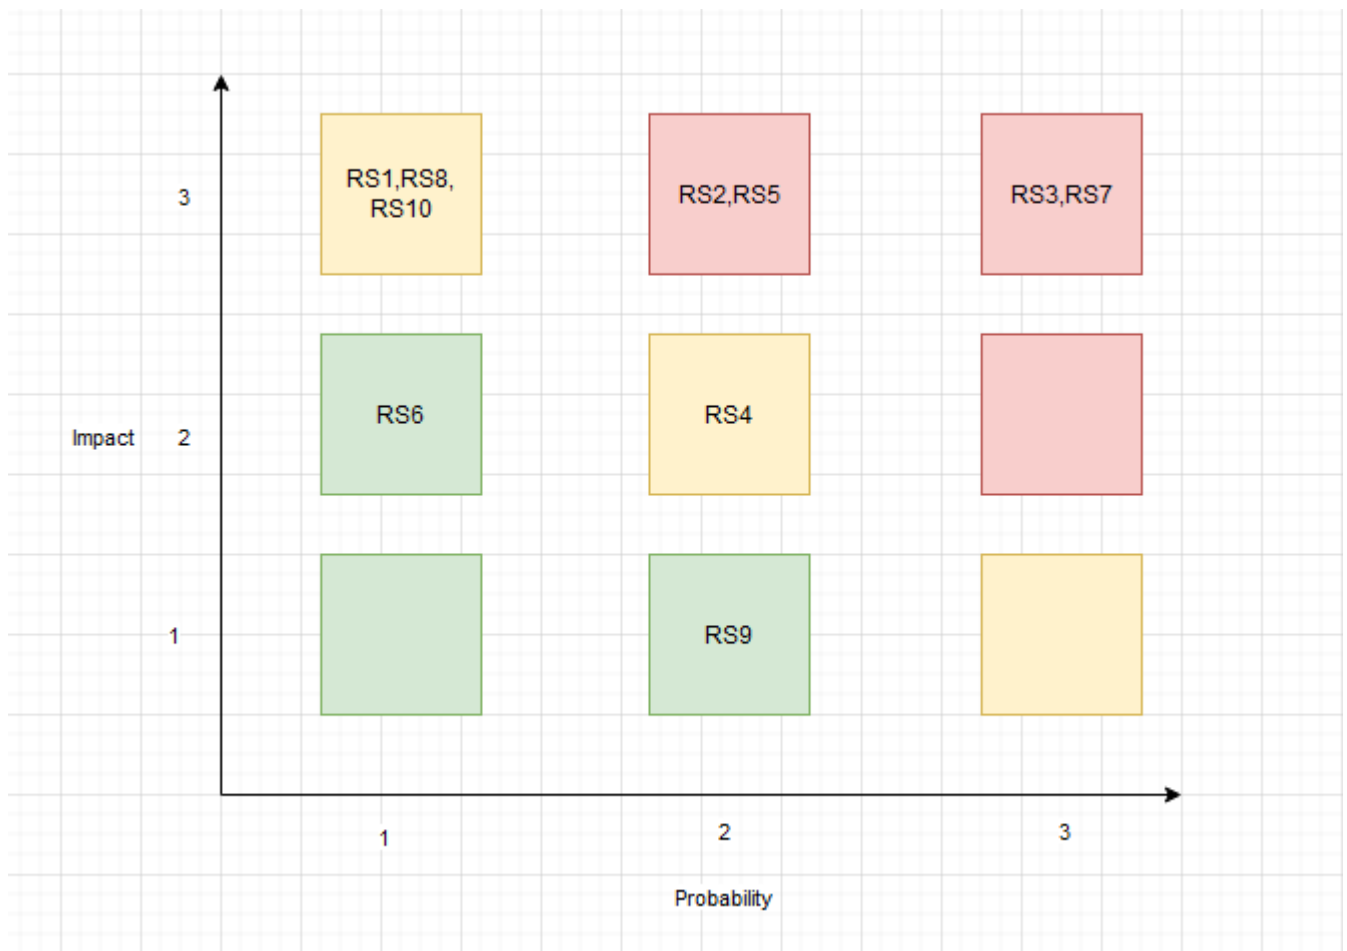 RS1,RS8,
RS10
RS2,RS5
RS3,RS7
3
RS6
RS4
Impact
2
RS9
1
1
2
3
Probability